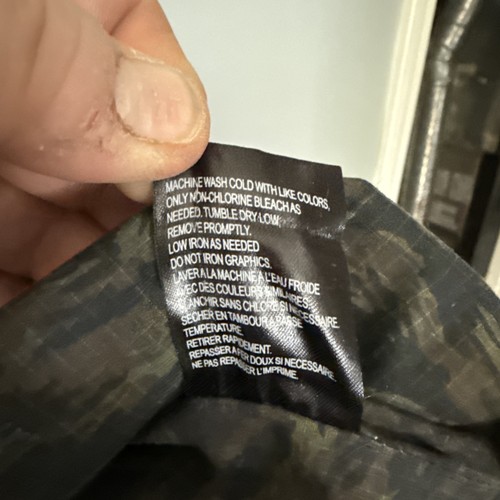 MACHINE WASH COLD WITH LIKE COLORS,
ONLY NON-CHLORINE BLEACH AS
NEEDED. TUMBLE DRY LOW.
REMOVE PROMPTLY.
LOW IRON AS NEEDED
DO NOT IRON GRAPHICS.
LAVER A LA MACHINE A L'EAU FROIDE
AVEC DES COULEURS SIMILAIRES.
BLANCHIR SANS CHLORE SI NECESSAIRE.
SECHER EN TAMBOUR A BASSE
TEMPERATURE.
RETIRER RAPIDEMENT.
REPASSER A FER DOUX SI NECESSAIRE.
NE PAS REPASSER L'IMPRIME.